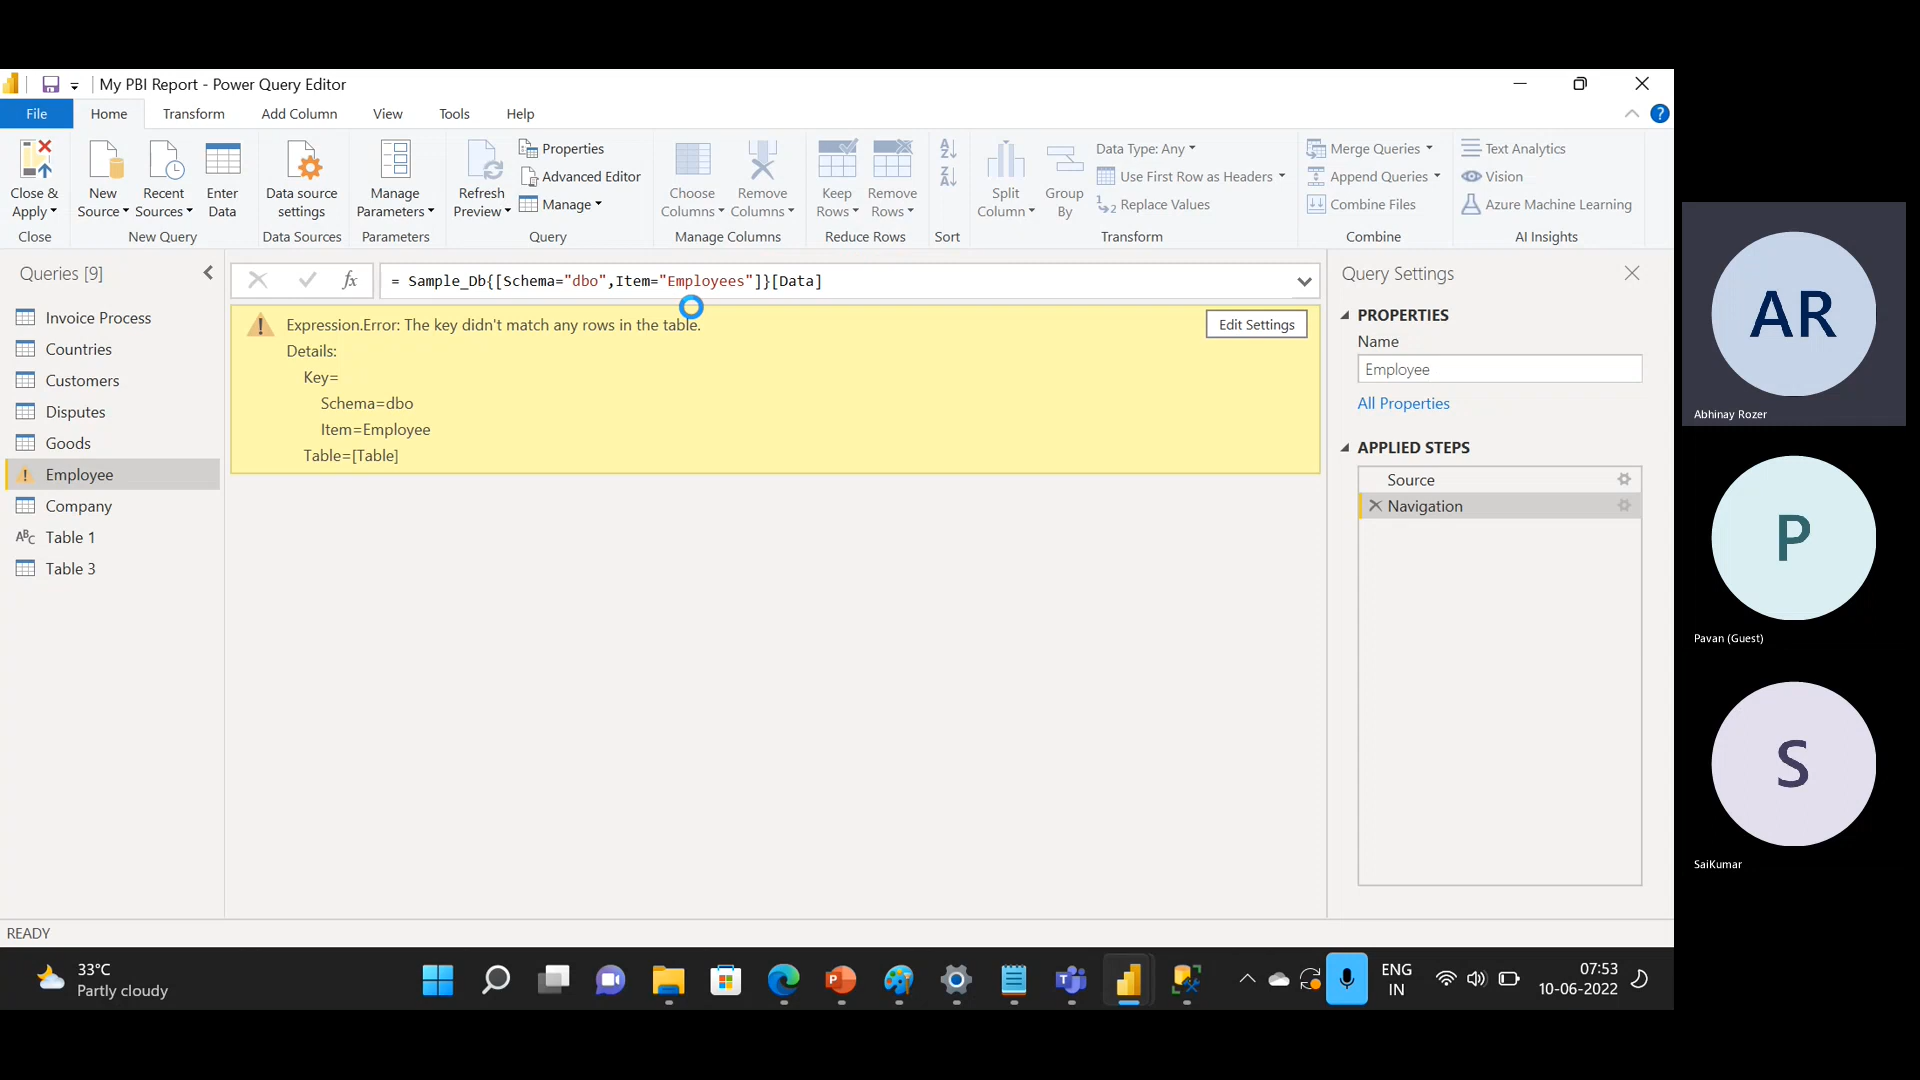 My PBI Report - Power Query Editor
File
Home
Transform
Add Column
View
Tools
Help
?
Close & Apply
New Source
Recent Sources
Enter Data
Data source settings
Manage Parameters
Refresh Preview
Properties
Advanced Editor
Manage
Choose Columns
Remove Columns
Keep Rows
Remove Rows
Split Column
Group By
Data Type: Any
Use First Row as Headers
Replace Values
Merge Queries
Append Queries
Combine Files
Text Analytics
Vision
Azure Machine Learning
Close
New Query
Data Sources
Parameters
Query
Manage Columns
Reduce Rows
Sort
Transform
Combine
AI Insights
Queries [9]
Invoice Process
Countries
Customers
Disputes
Goods
Employee
Company
ABC Table 1
Table 3
fx
= Sample_Db{[Schema="dbo",Item="Employees"]}[Data]
Expression.Error: The key didn't match any rows in the table.
Edit Settings
Details:
Key=
Schema=dbo
Item=Employee
Table=[Table]
Query Settings
PROPERTIES
Name
Employee
All Properties
APPLIED STEPS
Source
Navigation
READY
33°C
Partly cloudy
ENG
IN
07:53
10-06-2022
AR
Abhinay Rozer
P
Pavan (Guest)
S
SaiKumar